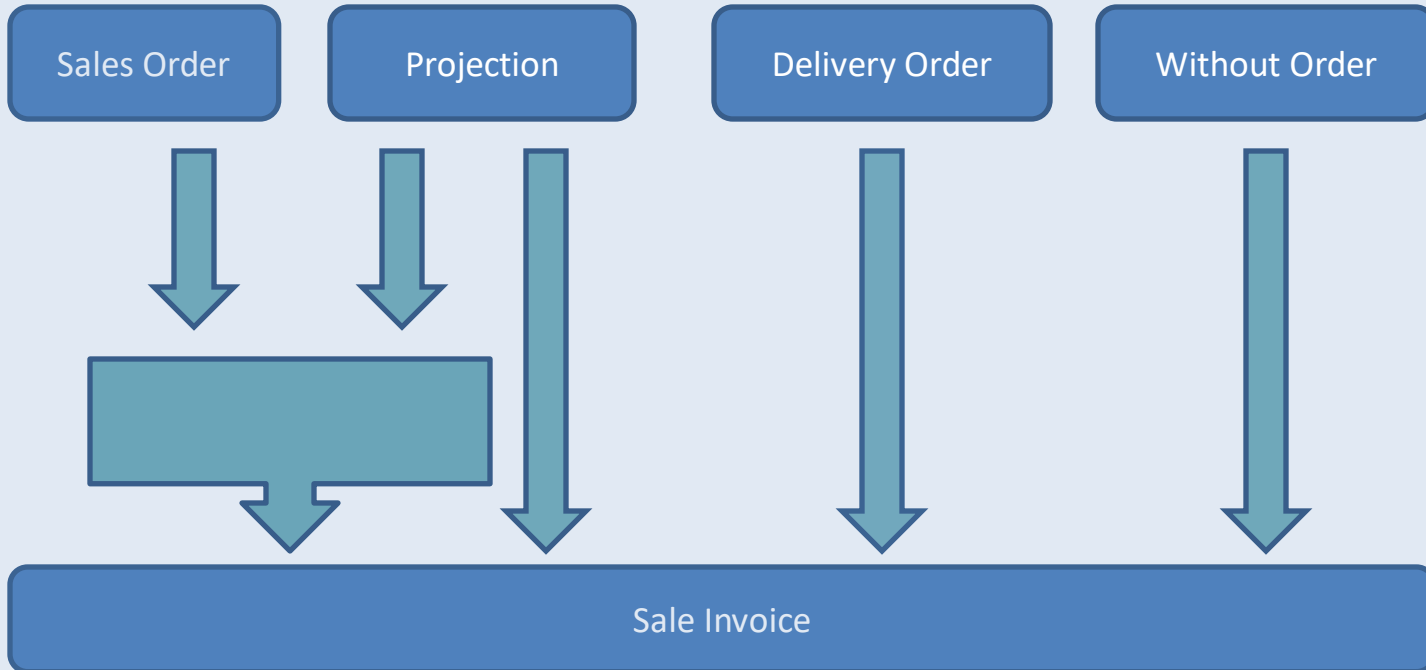 Sales Order
Projection
Delivery Order
Without Order
Sale Invoice